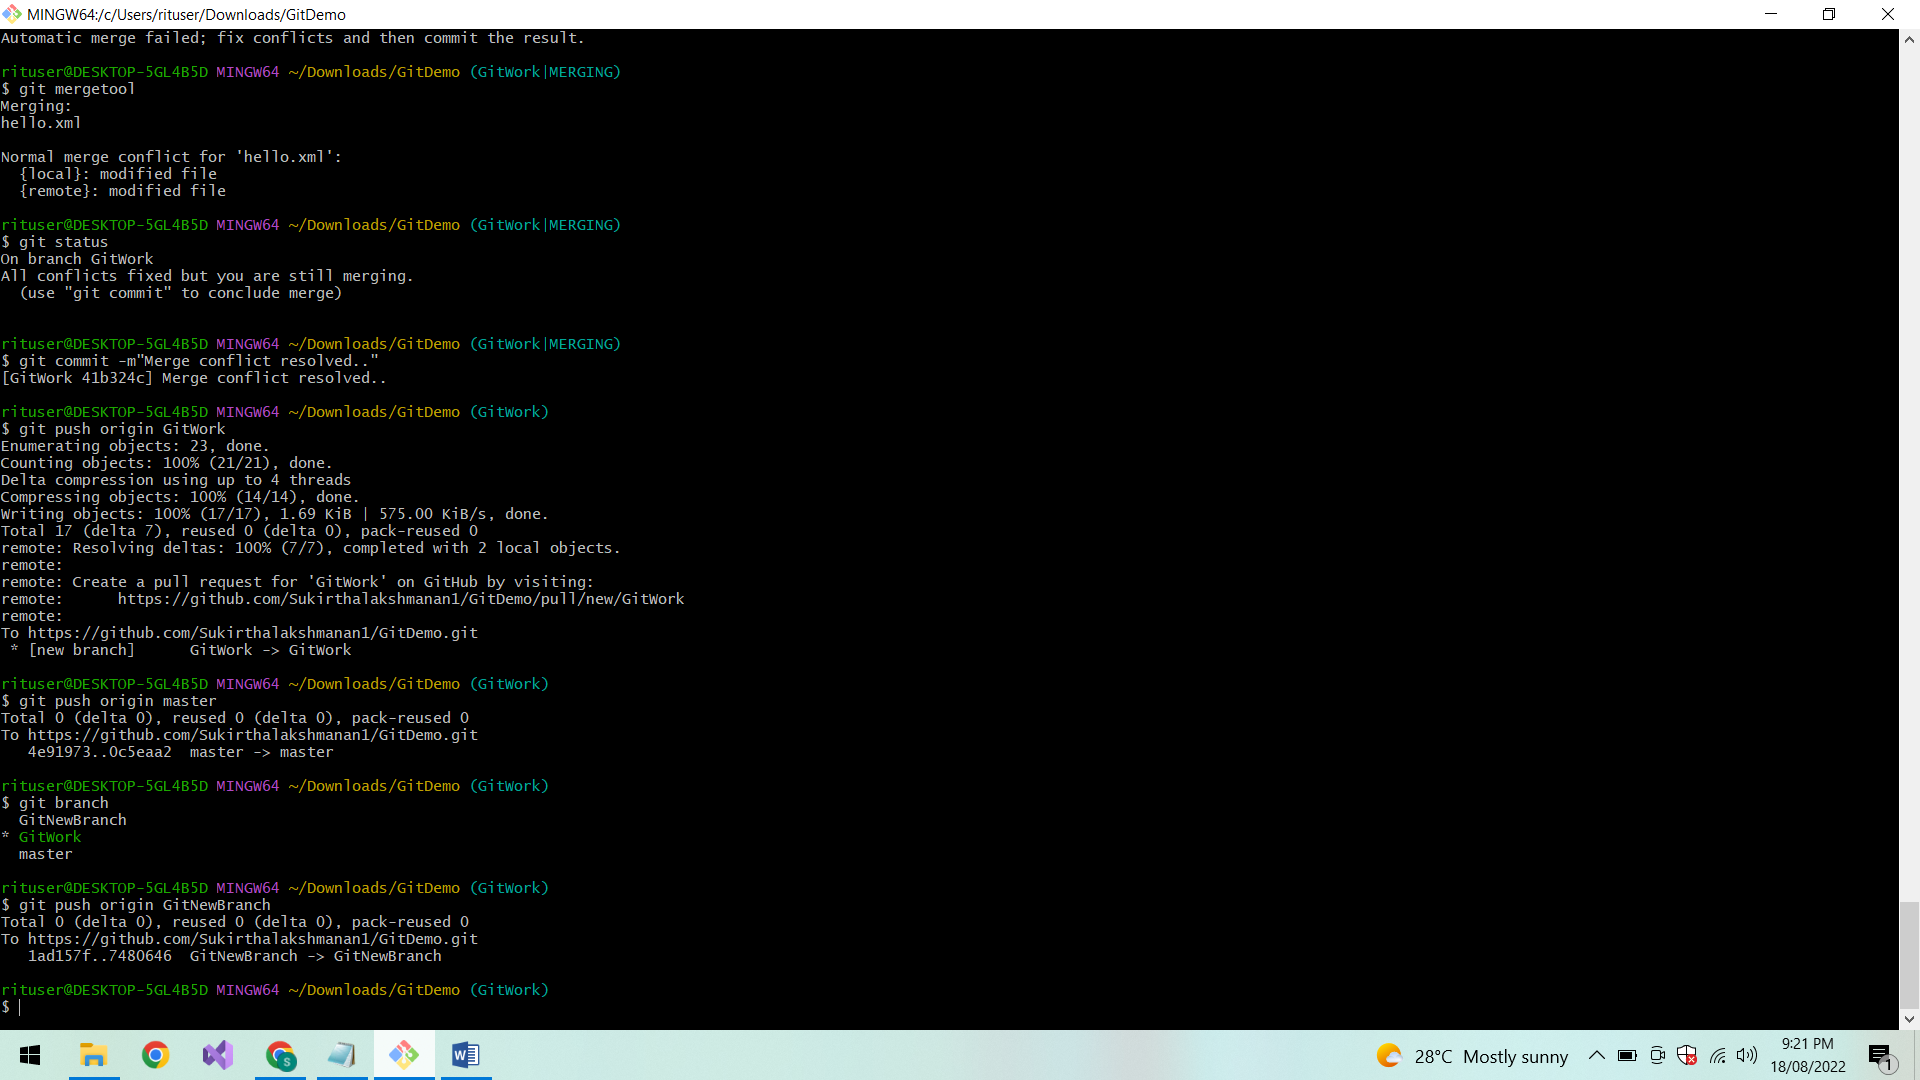 MINGW64:/c/Users/rituser/Downloads/GitDemo
Automatic merge failed; fix conflicts and then commit the result.
rituser@DESKTOP-5GL4B5D MINGW64 ~/Downloads/GitDemo (GitWork|MERGING)
$ git mergetool
Merging:
hello.xml
Normal merge conflict for 'hello.xml':
  {local}: modified file
  {remote}: modified file
rituser@DESKTOP-5GL4B5D MINGW64 ~/Downloads/GitDemo (GitWork|MERGING)
$ git status
On branch GitWork
All conflicts fixed but you are still merging.
  (use "git commit" to conclude merge)
rituser@DESKTOP-5GL4B5D MINGW64 ~/Downloads/GitDemo (GitWork|MERGING)
$ git commit -m"Merge conflict resolved.."
[GitWork 41b324c] Merge conflict resolved..
rituser@DESKTOP-5GL4B5D MINGW64 ~/Downloads/GitDemo (GitWork)
$ git push origin GitWork
Enumerating objects: 23, done.
Counting objects: 100% (21/21), done.
Delta compression using up to 4 threads
Compressing objects: 100% (14/14), done.
Writing objects: 100% (17/17), 1.69 KiB | 575.00 KiB/s, done.
Total 17 (delta 7), reused 0 (delta 0), pack-reused 0
remote: Resolving deltas: 100% (7/7), completed with 2 local objects.
remote:
remote: Create a pull request for 'GitWork' on GitHub by visiting:
remote:      https://github.com/Sukirthalakshmanan1/GitDemo/pull/new/GitWork
remote:
To https://github.com/Sukirthalakshmanan1/GitDemo.git
 * [new branch]      GitWork -> GitWork
rituser@DESKTOP-5GL4B5D MINGW64 ~/Downloads/GitDemo (GitWork)
$ git push origin master
Total 0 (delta 0), reused 0 (delta 0), pack-reused 0
To https://github.com/Sukirthalakshmanan1/GitDemo.git
   4e91973..0c5eaa2  master -> master
rituser@DESKTOP-5GL4B5D MINGW64 ~/Downloads/GitDemo (GitWork)
$ git branch
  GitNewBranch
* GitWork
  master
rituser@DESKTOP-5GL4B5D MINGW64 ~/Downloads/GitDemo (GitWork)
$ git push origin GitNewBranch
Total 0 (delta 0), reused 0 (delta 0), pack-reused 0
To https://github.com/Sukirthalakshmanan1/GitDemo.git
   1ad157f..7480646  GitNewBranch -> GitNewBranch
rituser@DESKTOP-5GL4B5D MINGW64 ~/Downloads/GitDemo (GitWork)
$
S
W
28°C Mostly sunny
9:21 PM
18/08/2022
1